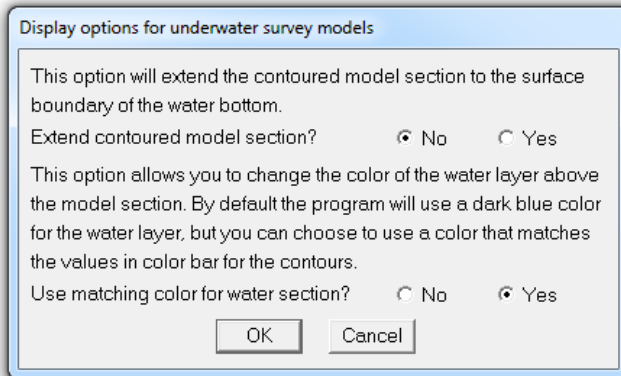 Display options for underwater survey models
This option will extend the contoured model section to the surface
boundary of the water bottom.
Extend contoured model section? No Yes
This option allows you to change the color of the water layer above
the model section. By default the program will use a dark blue color
for the water layer, but you can choose to use a color that matches
the values in color bar for the contours.
Use matching color for water section? No Yes
OK Cancel